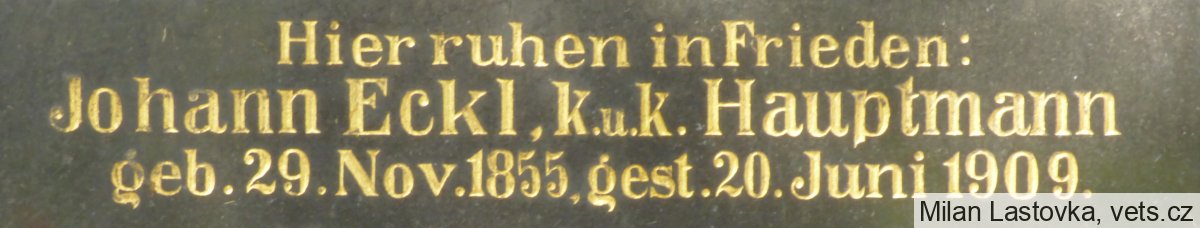 Hier ruhen in Frieden:
Johann Eckl, k.u.k. Hauptmann
geb. 29. Nov. 1855, gest. 20. Juni 1909.
Milan Lastovka, vets.cz